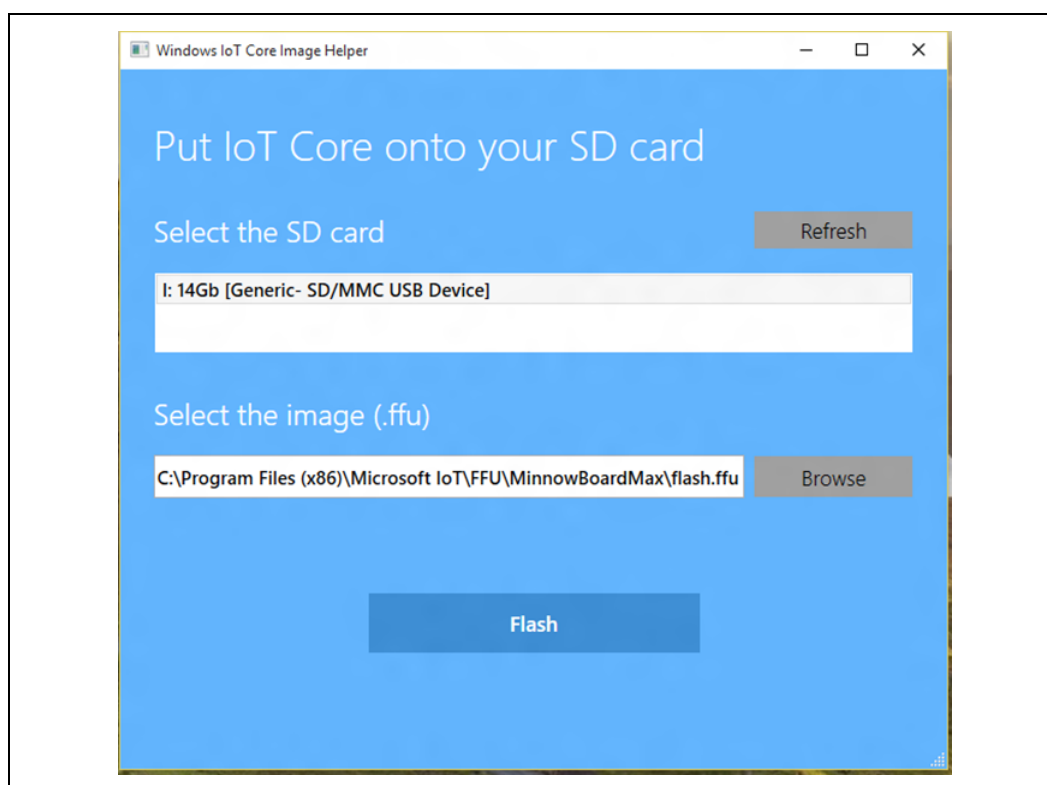 Windows IoT Core Image Helper
Put IoT Core onto your SD card
Select the SD card
Refresh
I: 14Gb [Generic- SD/MMC USB Device]
Select the image (.ffu)
C:\Program Files (x86)\Microsoft IoT\FFU\MinnowBoardMax\flash.ffu
Browse
Flash